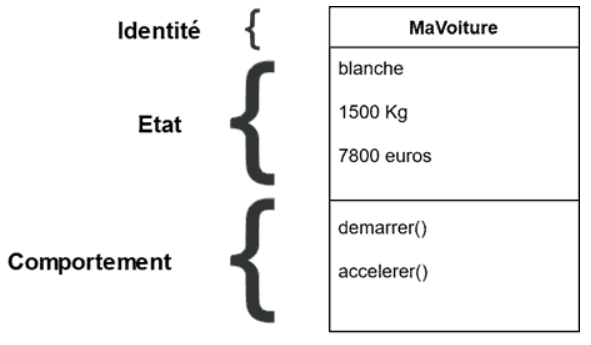 Identité
MaVoiture
Etat
blanche
1500 Kg
7800 euros
Comportement
demarrer()
accelerer()